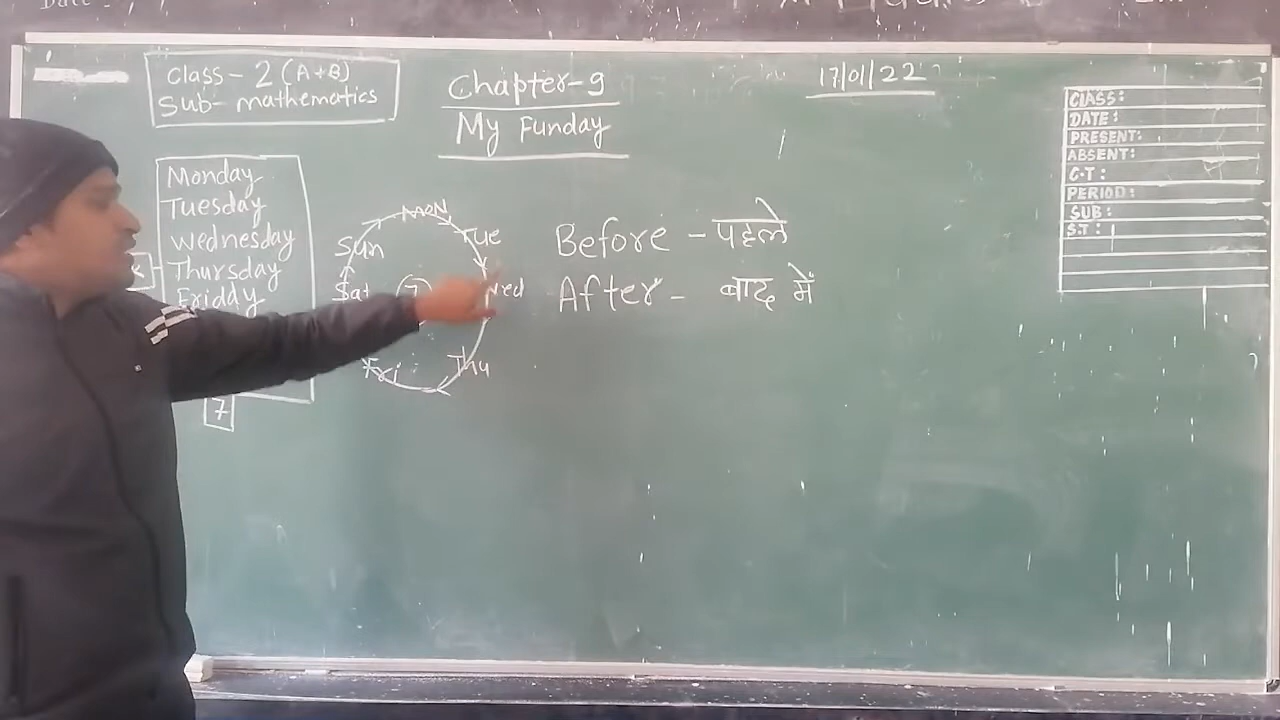 Class - 2 (A+B)
Sub - mathematics
Chapter - 9
My Funday
17/01/22
CLASS:
DATE:
PRESENT:
ABSENT:
C.T:
PERIOD:
SUB:
S.T:
Monday
Tuesday
Wednesday
Thursday
Friday
7
MON
Tue
Wed
Thu
Fri
Sat
Sun
7
Before - पहले
After - बाद में